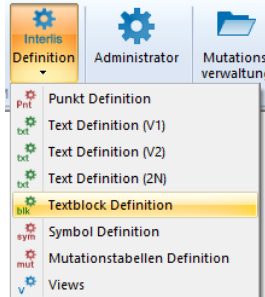 Interlis
Definition
Administrator
Mutations
verwaltung
Pnt Punkt Definition
txt Text Definition (V1)
txt Text Definition (V2)
txt Text Definition (2N)
blk Textblock Definition
sym Symbol Definition
mut Mutationstabellen Definition
v Views